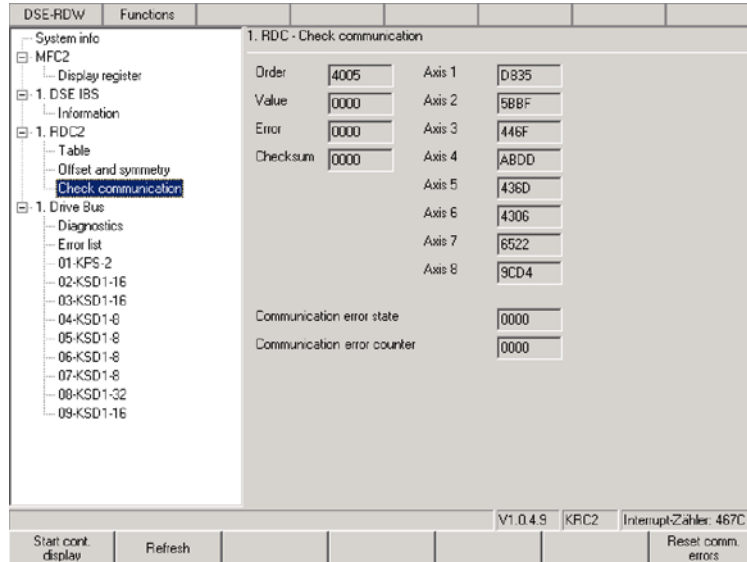 DSE-RDW Functions
System info
MFC2
Display register
1. DSE IBS
Information
1. RDC2
Table
Offset and symmetry
Check communication
1. Drive Bus
Diagnostics
Error list
01-KPS-2
02-KSD1-16
03-KSD1-16
04-KSD1-8
05-KSD1-8
06-KSD1-8
07-KSD1-8
08-KSD1-32
09-KSD1-16
1. RDC - Check communication
Order 4005 Axis 1 D835
Value 0000 Axis 2 5BBF
Error 0000 Axis 3 446F
Checksum 0000 Axis 4 ABDD
Axis 5 436D
Axis 6 4306
Axis 7 6522
Axis 8 9CD4
Communication error state 0000
Communication error counter 0000
V1.0.4.9 KRC2 Interrupt-Zähler: 467C
Start cont. display Refresh Reset comm. errors